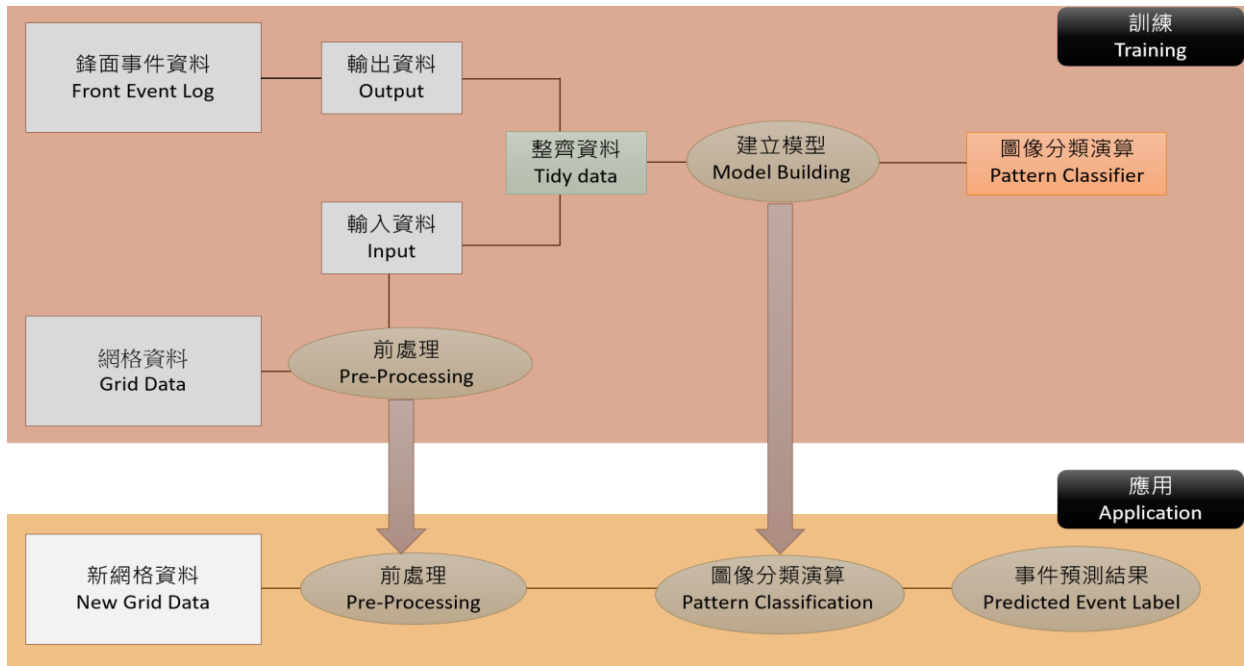 訓練
Training
鋒面事件資料
Front Event Log
輸出資料
Output
整齊資料
Tidy data
建立模型
Model Building
圖像分類演算
Pattern Classifier
輸入資料
Input
網格資料
Grid Data
前處理
Pre-Processing
應用
Application
新網格資料
New Grid Data
前處理
Pre-Processing
圖像分類演算
Pattern Classification
事件預測結果
Predicted Event Label